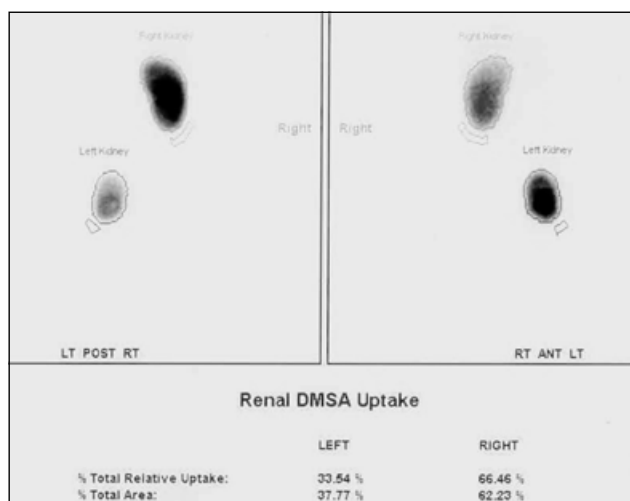 Right Kidney
Right Kidney
Right
Right
Left Kidney
Left Kidney
LT POST RT
RT ANT LT
Renal DMSA Uptake
LEFT RIGHT
% Total Relative Uptake: 33.54 % 66.46 %
% Total Area: 37.77 % 62.23 %